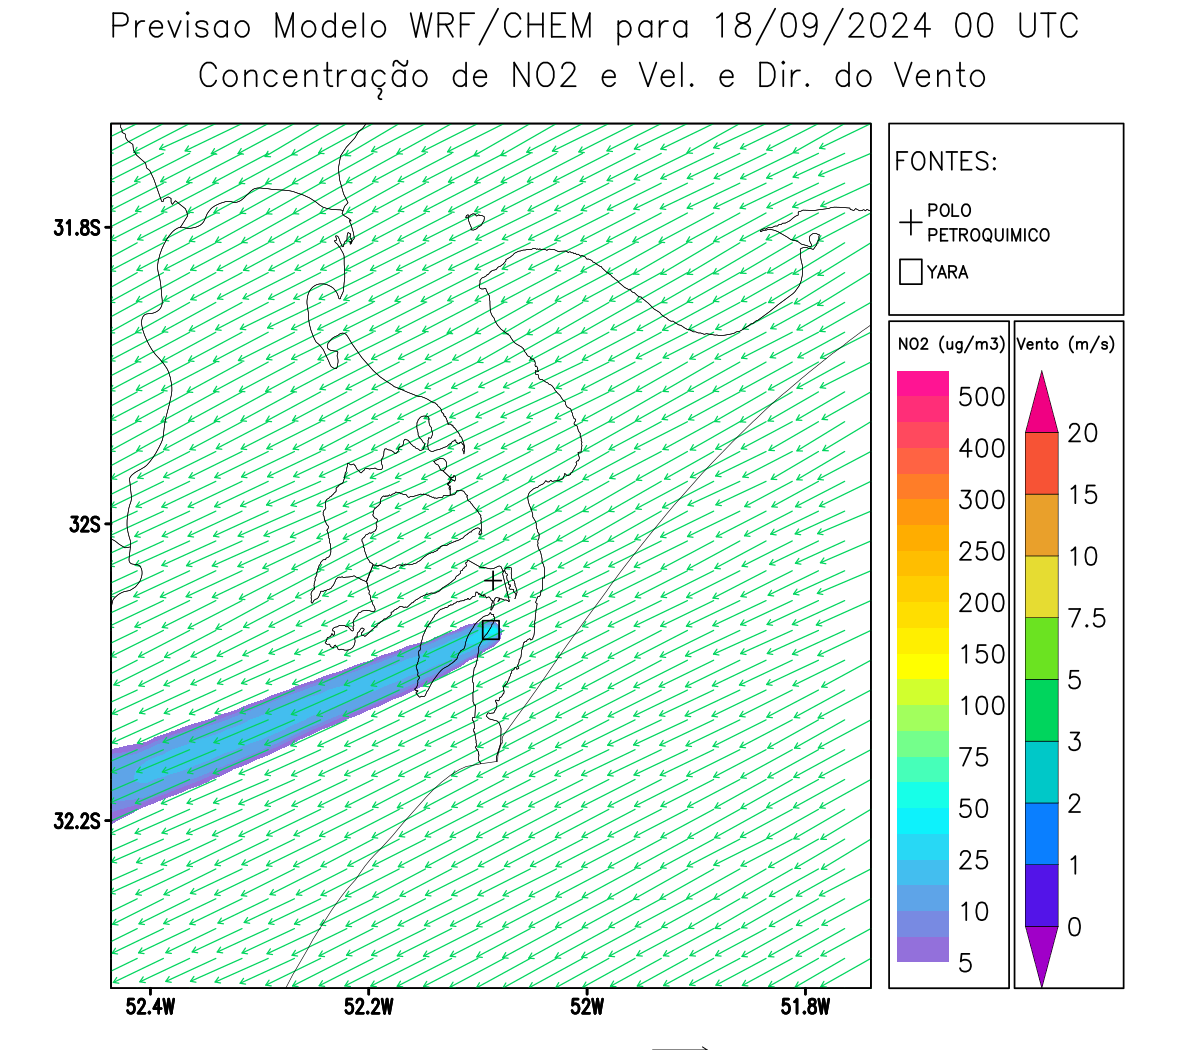 Previsao Modelo WRF/CHEM para 18/09/2024 00 UTC
Concentração de NO2 e Vel. e Dir. do Vento
FONTES:
POLO
PETROQUIMICO
YARA
NO2 (ug/m3)
500
400
300
250
200
150
100
75
50
25
10
5
Vento (m/s)
20
15
10
7.5
5
3
2
1
0
31.8S
32S
32.2S
52.4W
52.2W
52W
51.8W